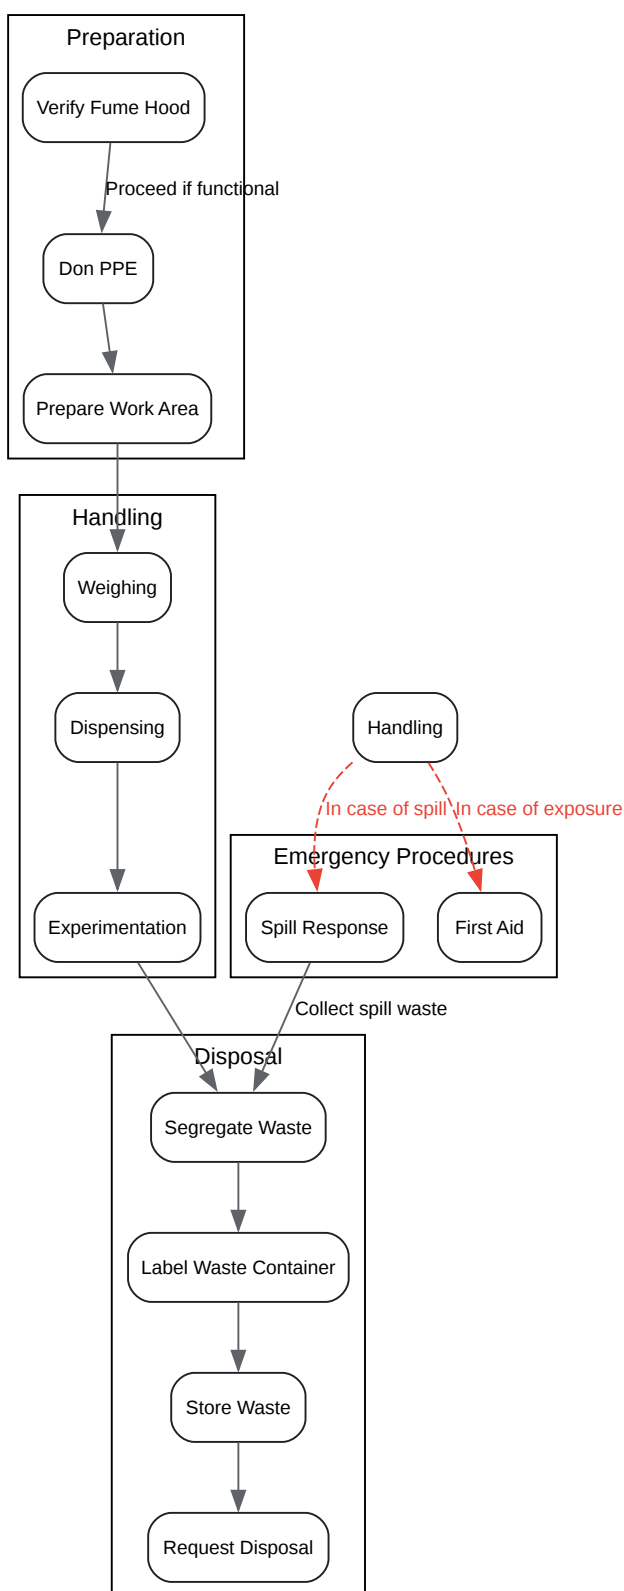 Preparation
Verify Fume Hood
Proceed if functional
Don PPE
Prepare Work Area
Handling
Weighing
Dispensing
Handling
In case of spill
In case of exposure
Emergency Procedures
Experimentation
Spill Response
First Aid
Collect spill waste
Disposal
Segregate Waste
Label Waste Container
Store Waste
Request Disposal